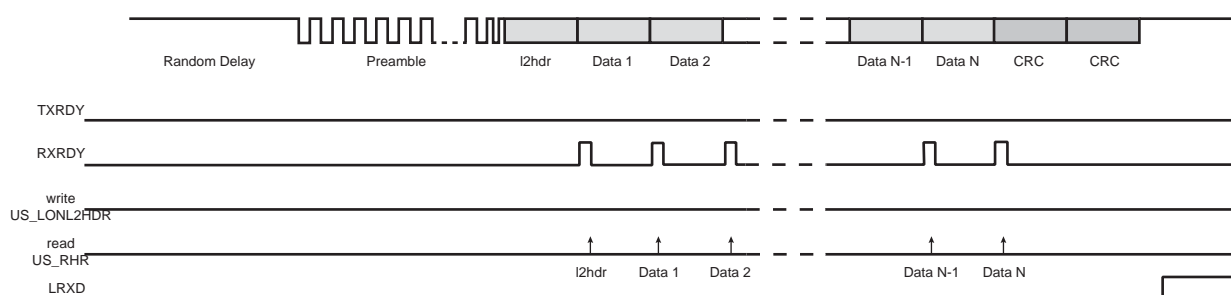 Random Delay Preamble l2hdr Data 1 Data 2 Data N-1 Data N CRC CRC
TXRDY
RXRDY
write
US_LONL2HDR
read
US_RHR
l2hdr Data 1 Data 2 Data N-1 Data N
LRXD